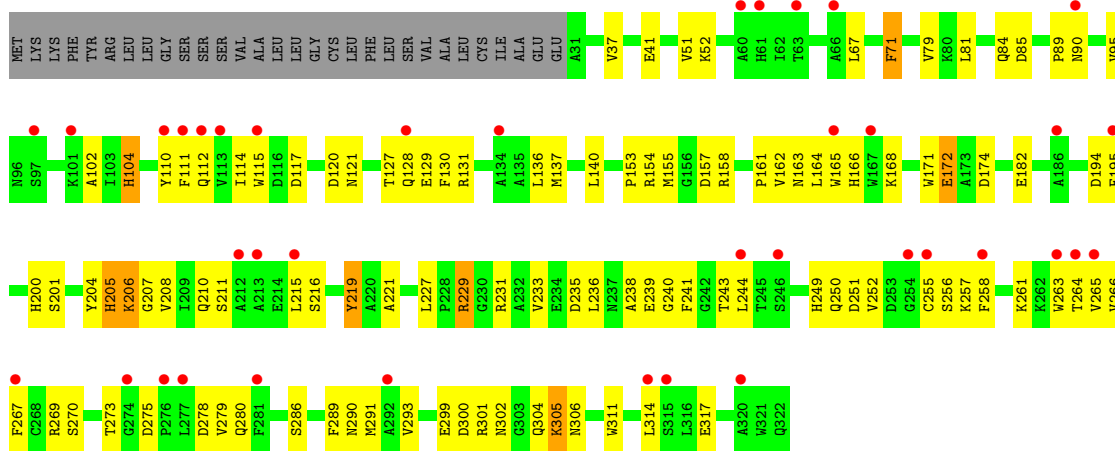 MET LYS LYS PHE TYR ARG LEU LEU GLY SER SER SER VAL ALA LEU LEU GLY CYS LEU PHE LEU SER VAL ALA LEU CYS ILE ALA GLU GLU A31 V37 E41 V51 K52 A60 H61 I62 T63 A66 L67 F71 V79 K80 L81 Q84 D85 P89 N90 V95
N96 S97 K101 A102 I103 H104 Y110 F111 Q112 V113 I114 W115 D116 D117 D120 N121 T127 Q128 E129 F130 R131 A134 A135 L136 M137 L140 P153 R154 M155 G156 D157 R158 P161 V162 N163 L164 W165 H166 W167 K168 W171 E172 A173 D174 E182 A186 D194 E195
H200 S201 Y204 H205 K206 G207 V208 I209 Q210 S211 A212 A213 E214 L215 S216 Y219 A220 A221 L227 P228 R229 G230 R231 A232 V233 E234 D235 L236 N237 A238 E239 G240 F241 G242 T243 L244 T245 S246 H249 Q250 D251 V252 D253 G254 C255 S256 K257 F258 K261 K262 W263 T264 V265 V266
F267 C268 R269 S270 T273 G274 D275 P276 L277 D278 V279 Q280 F281 S286 F289 N290 M291 A292 V293 E299 D300 R301 N302 G303 Q304 K305 N306 W311 L314 S315 L316 E317 A320 W321 Q322